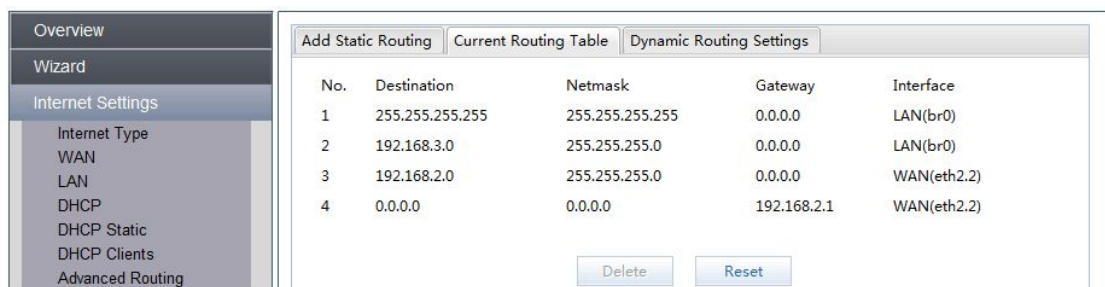 Overview
Wizard
Internet Settings
Internet Type
WAN
LAN
DHCP
DHCP Static
DHCP Clients
Advanced Routing
Add Static Routing Current Routing Table Dynamic Routing Settings
No. Destination Netmask Gateway Interface
1 255.255.255.255 255.255.255.255 0.0.0.0 LAN(br0)
2 192.168.3.0 255.255.255.0 0.0.0.0 LAN(br0)
3 192.168.2.0 255.255.255.0 0.0.0.0 WAN(eth2.2)
4 0.0.0.0 0.0.0.0 192.168.2.1 WAN(eth2.2)
Delete Reset